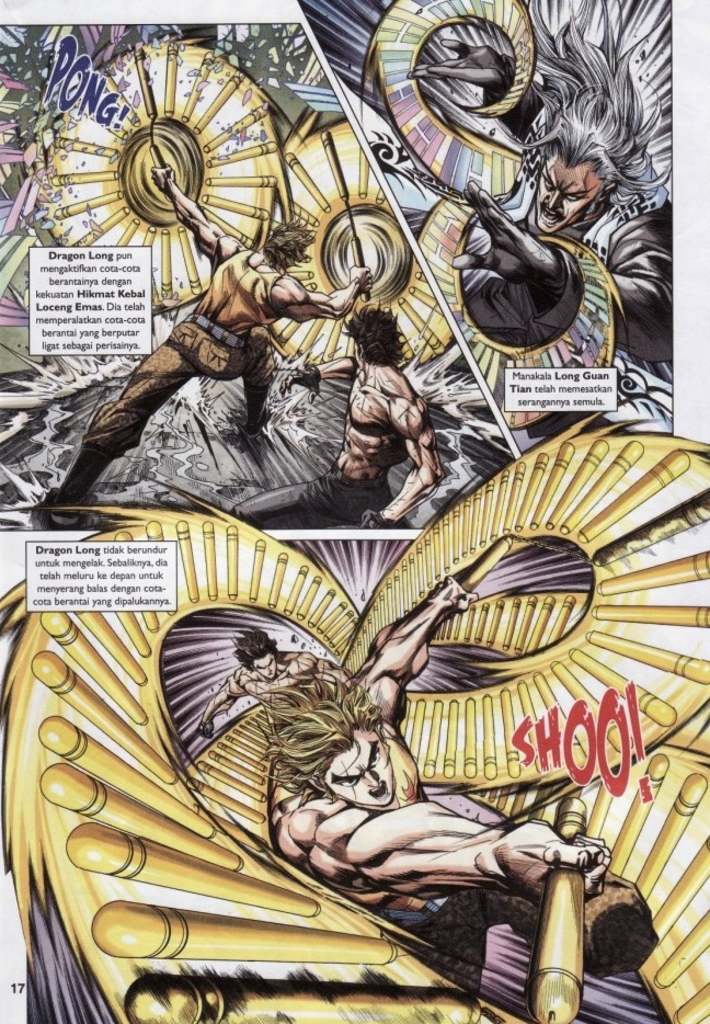 PONG!
Dragon Long pun
mengaktifkan cota-cota
berantai dengan
kekuatan Hikmat Kebal
Loceng Emas. Dia telah
memperalatkan cota-cota
berantai yang berputar
ligat sebagai perisainya.
Manakala Long Guan
Tian telah memesatkan
serangannya semula.
Dragon Long tidak berundur
untuk mengelak. Sebaliknya, dia
telah meluru ke depan untuk
menyerang balas dengan cota-
cota berantai yang dipalukannya.
SHOO!
17